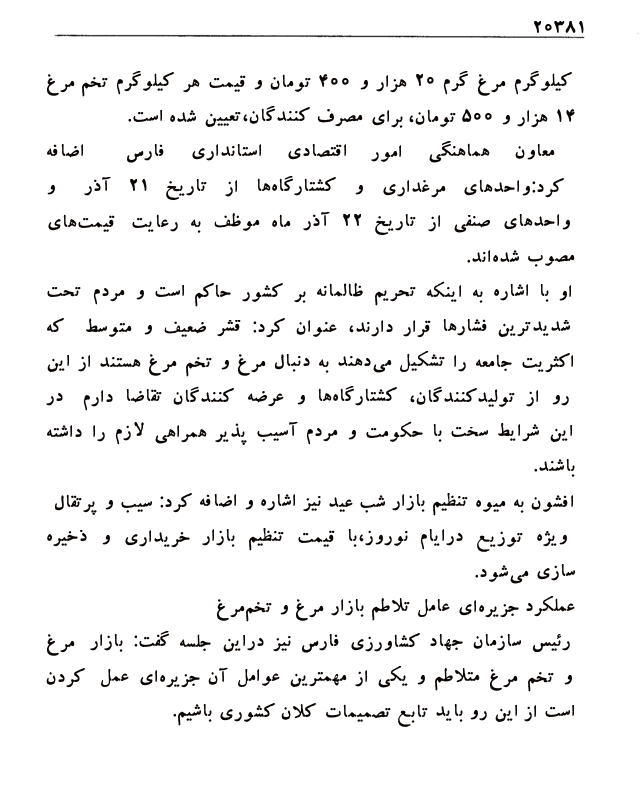 ۲۰۳۸۱
کیلوگرم مرغ گرم ۲۰ هزار و ۴۰۰ تومان و قیمت هر کیلوگرم تخم مرغ
۱۴ هزار و ۵۰۰ تومان، برای مصرف کنندگان،تعیین شده است.
معاون هماهنگی امور اقتصادی استانداری فارس اضافه
کرد:واحدهای مرغداری و کشتارگاه‌ها از تاریخ ۲۱ آذر و
واحدهای صنفی از تاریخ ۲۲ آذر ماه موظف به رعایت قیمت‌های
مصوب شده‌اند.
او با اشاره به اینکه تحریم ظالمانه بر کشور حاکم است و مردم تحت
شدیدترین فشارها قرار دارند، عنوان کرد: قشر ضعیف و متوسط که
اکثریت جامعه را تشکیل می‌دهند به دنبال مرغ و تخم مرغ هستند از این
رو از تولیدکنندگان، کشتارگاه‌ها و عرضه کنندگان تقاضا دارم در
این شرایط سخت با حکومت و مردم آسیب پذیر همراهی لازم را داشته
باشند.
افشون به میوه تنظیم بازار شب عید نیز اشاره و اضافه کرد: سیب و پرتقال
ویژه توزیع درایام نوروز،با قیمت تنظیم بازار خریداری و ذخیره
سازی می‌شود.
عملکرد جزیره‌ای عامل تلاطم بازار مرغ و تخم‌مرغ
رئیس سازمان جهاد کشاورزی فارس نیز دراین جلسه گفت: بازار مرغ
و تخم مرغ متلاطم و یکی از مهمترین عوامل آن جزیره‌ای عمل کردن
است از این رو باید تابع تصمیمات کلان کشوری باشیم.